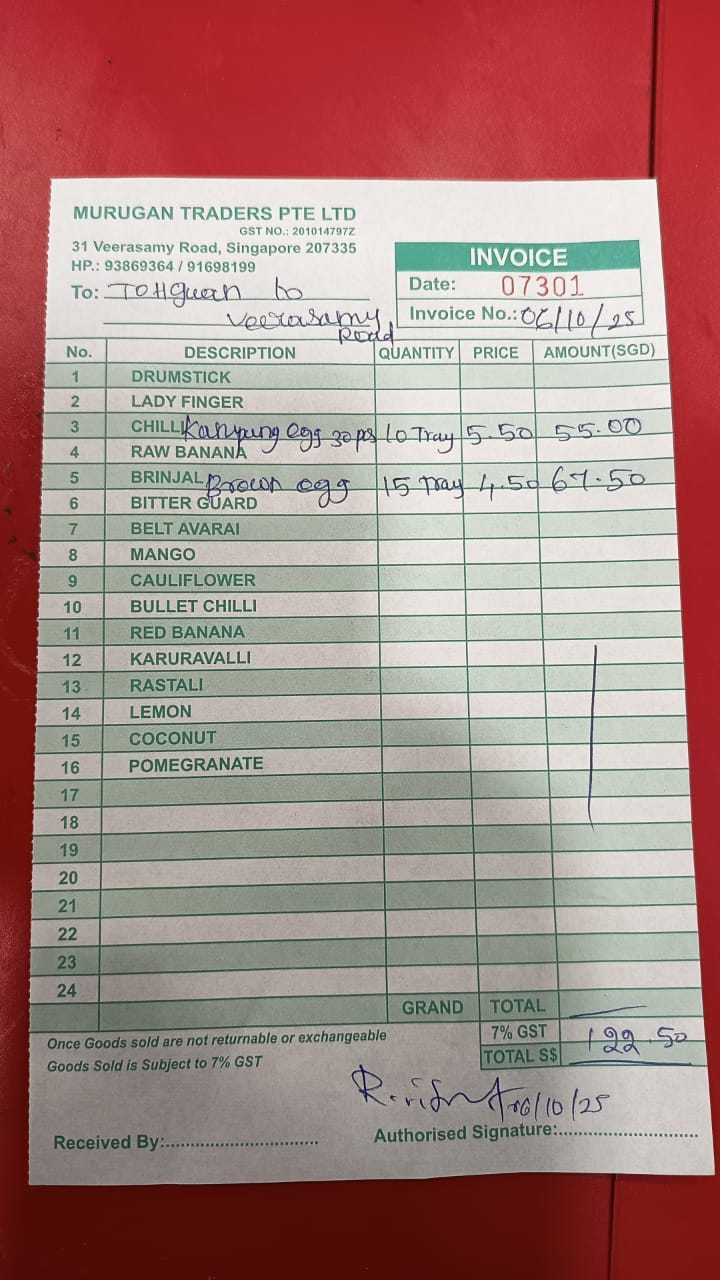 MURUGAN TRADERS PTE LTD
GST NO.: 201014797Z
31 Veerasamy Road, Singapore 207335
HP.: 93869364 / 91698199
To: TOHguan to
Veerasamy
Road
INVOICE
Date: 07301
Invoice No.: 06/10/25
No. DESCRIPTION QUANTITY PRICE AMOUNT(SGD)
1 DRUMSTICK
2 LADY FINGER
3 CHILLI Kampung egg 30ps 10 Tray 5.50 55.00
4 RAW BANANA
5 BRINJAL Brown egg 15 Tray 4.50 67.50
6 BITTER GUARD
7 BELT AVARAI
8 MANGO
9 CAULIFLOWER
10 BULLET CHILLI
11 RED BANANA
12 KARURAVALLI
13 RASTALI
14 LEMON
15 COCONUT
16 POMEGRANATE
17
18
19
20
21
22
23
24
GRAND TOTAL
Once Goods sold are not returnable or exchangeable
7% GST 122.50
Goods Sold is Subject to 7% GST
TOTAL S$
06/10/25
Received By:
Authorised Signature: